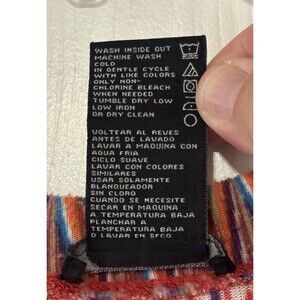 WASH INSIDE OUT
MACHINE WASH
COLD
IN GENTLE CYCLE
WITH LIKE COLORS
ONLY NON-
CHLORINE BLEACH
WHEN NEEDED
TUMBLE DRY LOW
LOW IRON
OR DRY CLEAN
VOLTEAR AL REVES
ANTES DE LAVADO
LAVAR A MAQUINA CON
AGUA FRIA
CICLO SUAVE
LAVAR CON COLORES
SIMILARES
USAR SOLAMENTE
BLANQUEADOR
SIN CLORO
CUANDO SE NECESITE
SECAR EN MAQUINA
A TEMPERATURA BAJA
PLANCHAR A
TEMPERATURA BAJA
O LAVAR EN SECO